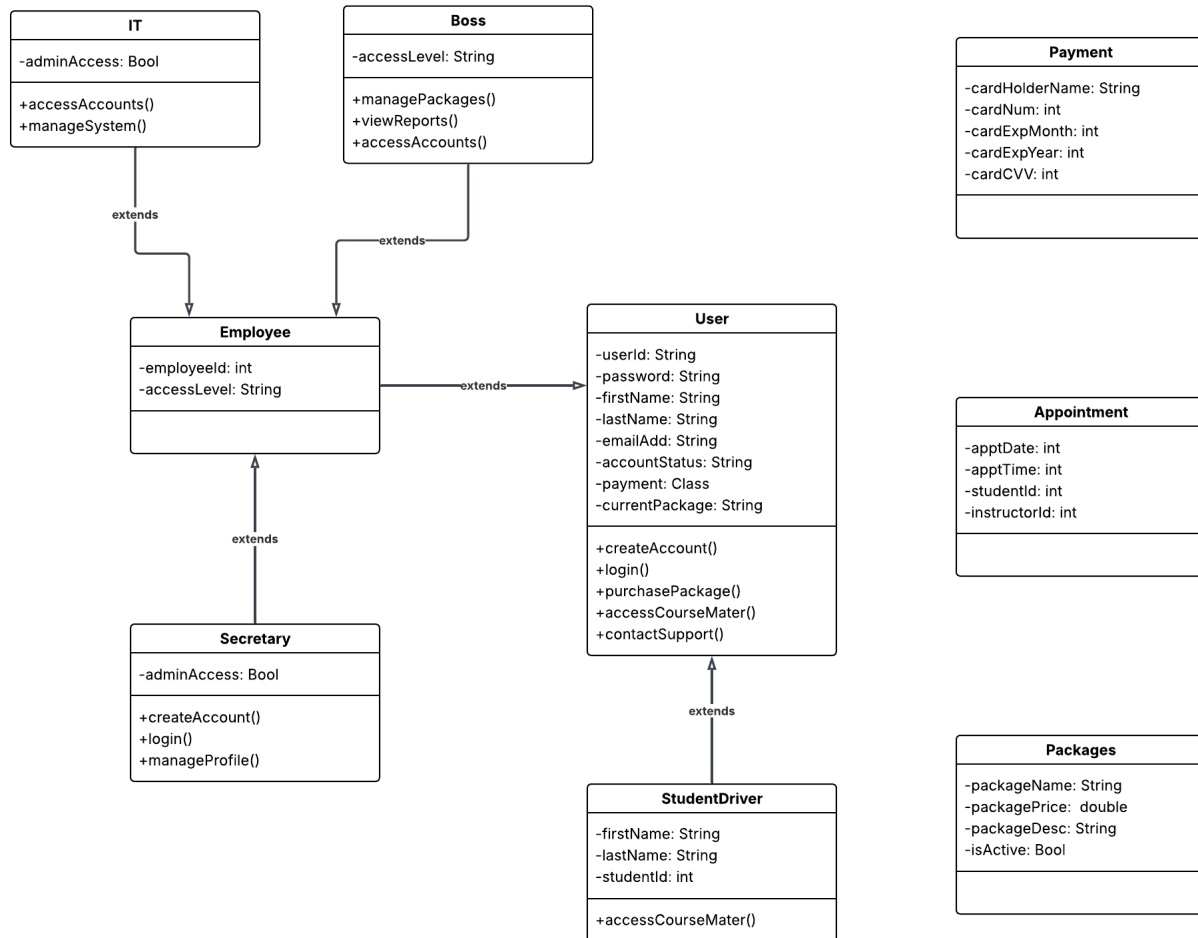 IT
-adminAccess: Bool
+accessAccounts()
+manageSystem()
Boss
-accessLevel: String
+managePackages()
+viewReports()
+accessAccounts()
Payment
-cardHolderName: String
-cardNum: int
-cardExpMonth: int
-cardExpYear: int
-cardCVV: int
extends
extends
Employee
-employeeId: int
-accessLevel: String
extends
User
-userId: String
-password: String
-firstName: String
-lastName: String
-emailAdd: String
-accountStatus: String
-payment: Class
-currentPackage: String
+createAccount()
+login()
+purchasePackage()
+accessCourseMater()
+contactSupport()
Appointment
-apptDate: int
-apptTime: int
-studentId: int
-instructorId: int
extends
Secretary
-adminAccess: Bool
+createAccount()
+login()
+manageProfile()
extends
StudentDriver
-firstName: String
-lastName: String
-studentId: int
+accessCourseMater()
Packages
-packageName: String
-packagePrice:  double
-packageDesc: String
-isActive: Bool